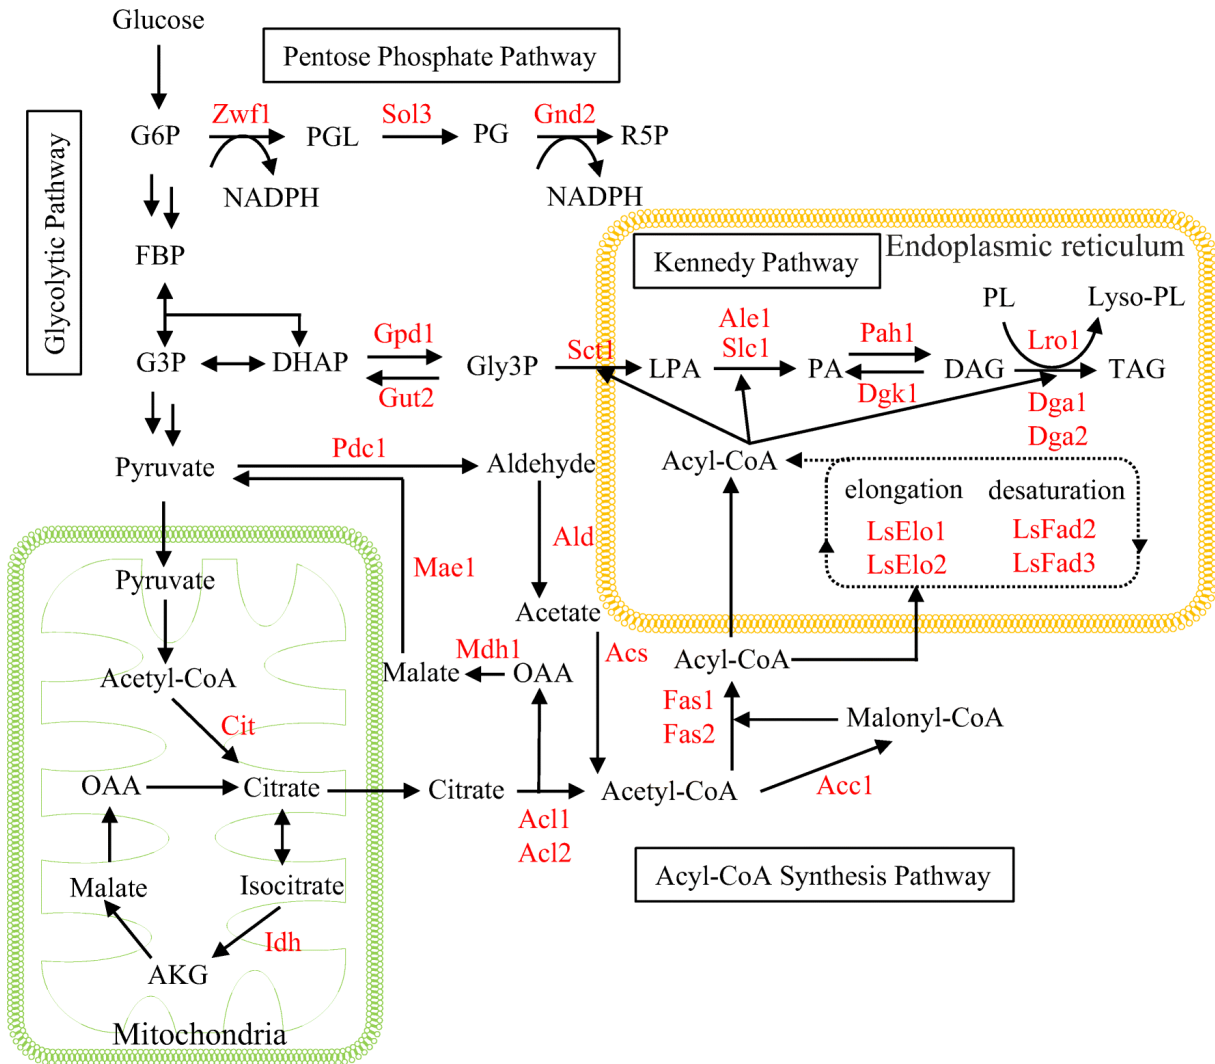 Glucose
Pentose Phosphate Pathway
Glycolytic Pathway
Zwf1
Sol3
Gnd2
G6P
PGL
PG
R5P
NADPH
NADPH
FBP
Endoplasmic reticulum
Kennedy Pathway
PL
Lyso-PL
G3P
DHAP
Gpd1
Gut2
Gly3P
Sct1
LPA
Ale1
Slc1
PA
Pah1
Dgk1
DAG
Lro1
TAG
Dga1
Dga2
Pyruvate
Pdc1
Aldehyde
Acyl-CoA
elongation
desaturation
LsElo1
LsFad2
LsElo2
LsFad3
Ald
Mae1
Pyruvate
Acetate
Acetyl-CoA
Malate
Mdh1
OAA
Acs
Acyl-CoA
Fas1
Fas2
Malonyl-CoA
Cit
OAA
Citrate
Citrate
Acl1
Acl2
Acetyl-CoA
Acc1
Acyl-CoA Synthesis Pathway
Malate
Isocitrate
Idh
AKG
Mitochondria